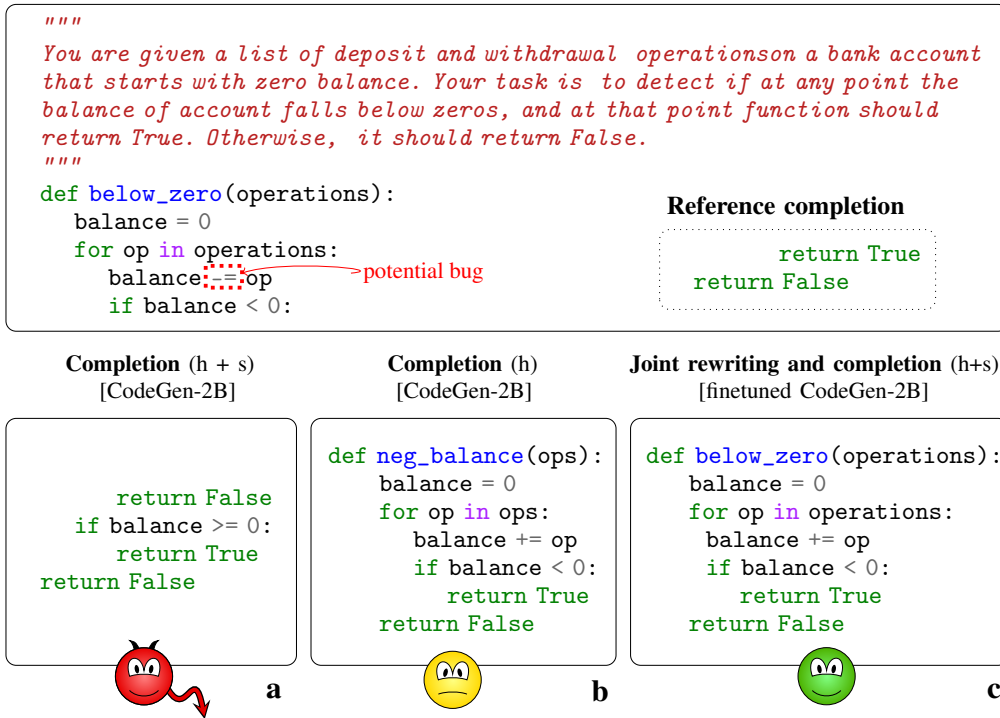 """
You are given a list of deposit and withdrawal operationson a bank account
that starts with zero balance. Your task is to detect if at any point the
balance of account falls below zeros, and at that point function should
return True. Otherwise, it should return False.
"""
def below_zero(operations):
balance = 0
for op in operations:
balance -= op
potential bug
if balance < 0:
Reference completion
return True
return False
Completion (h + s)
[CodeGen-2B]
return False
if balance >= 0:
return True
return False
a
Completion (h)
[CodeGen-2B]
def neg_balance(ops):
balance = 0
for op in ops:
balance += op
if balance < 0:
return True
return False
b
Joint rewriting and completion (h+s)
[finetuned CodeGen-2B]
def below_zero(operations):
balance = 0
for op in operations:
balance += op
if balance < 0:
return True
return False
c